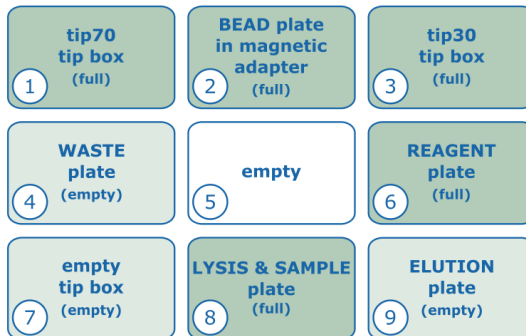 tip70
tip box
(full)
1
BEAD plate
in magnetic
adapter
(full)
2
tip30
tip box
(full)
3
WASTE
plate
(empty)
4
empty
5
REAGENT
plate
(full)
6
empty
tip box
(empty)
7
LYSIS & SAMPLE
plate
(full)
8
ELUTION
plate
(empty)
9